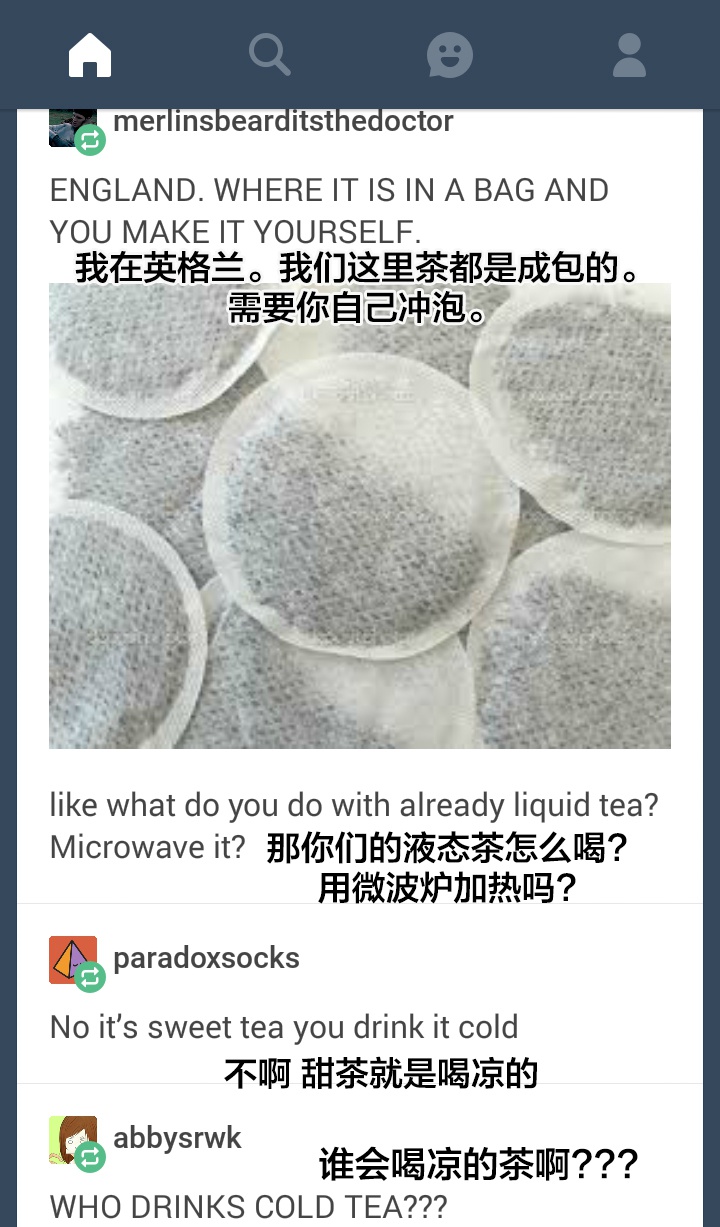 merlinsbearditsthedoctor
ENGLAND. WHERE IT IS IN A BAG AND
YOU MAKE IT YOURSELF.
我在英格兰。我们这里茶都是成包的。
需要你自己冲泡。
like what do you do with already liquid tea?
Microwave it? 那你们的液态茶怎么喝?
用微波炉加热吗?
paradoxsocks
No it's sweet tea you drink it cold
不啊 甜茶就是喝凉的
abbysrwk
谁会喝凉的茶啊???
WHO DRINKS COLD TEA???